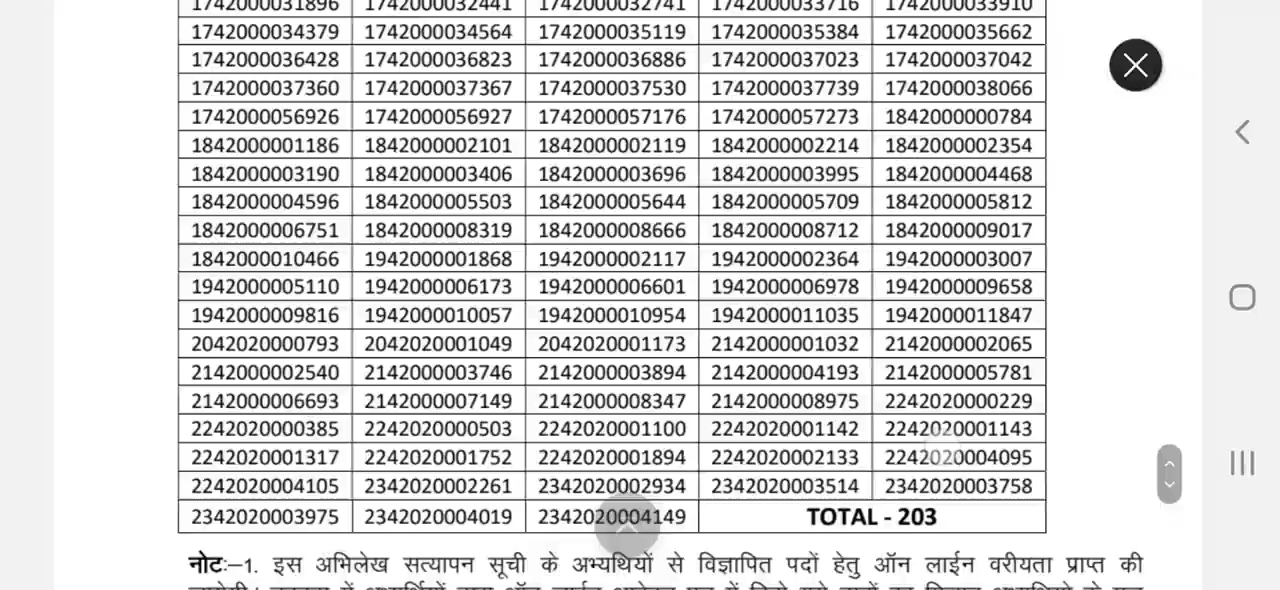 1742000031896 1742000032441 1742000032741 1742000033716 1742000033910
1742000034379 1742000034564 1742000035119 1742000035384 1742000035662
1742000036428 1742000036823 1742000036886 1742000037023 1742000037042
1742000037360 1742000037367 1742000037530 1742000037739 1742000038066
1742000056926 1742000056927 1742000057176 1742000057273 1842000000784
1842000001186 1842000002101 1842000002119 1842000002214 1842000002354
1842000003190 1842000003406 1842000003696 1842000003995 1842000004468
1842000004596 1842000005503 1842000005644 1842000005709 1842000005812
1842000006751 1842000008319 1842000008666 1842000008712 1842000009017
1842000010466 1942000001868 1942000002117 1942000002364 1942000003007
1942000005110 1942000006173 1942000006601 1942000006978 1942000009658
1942000009816 1942000010057 1942000010954 1942000011035 1942000011847
2042020000793 2042020001049 2042020001173 2142000001032 2142000002065
2142000002540 2142000003746 2142000003894 2142000004193 2142000005781
2142000006693 2142000007149 2142000008347 2142000008975 2242020000229
2242020000385 2242020000503 2242020001100 2242020001142 2242020001143
2242020001317 2242020001752 2242020001894 2242020002133 2242020004095
2242020004105 2342020002261 2342020002934 2342020003514 2342020003758
2342020003975 2342020004019 2342020004149 TOTAL - 203
नोटः–1. इस अभिलेख सत्यापन सूची के अभ्यथियों से विज्ञापित पदों हेतु ऑन लाईन वरीयता प्राप्त की